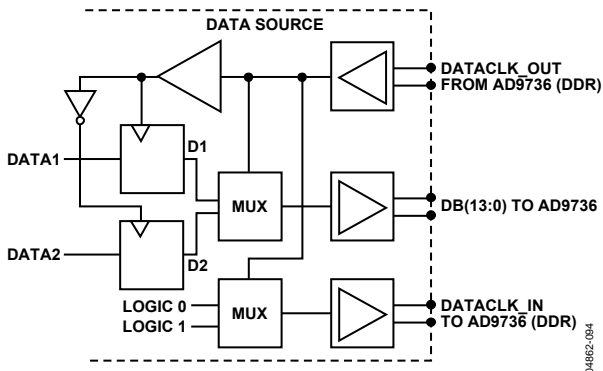 DATA SOURCE
DATACLK_OUT
FROM AD9736 (DDR)
DATA1
D1
MUX
DB(13:0) TO AD9736
DATA2
D2
LOGIC 0
LOGIC 1
MUX
DATACLK_IN
TO AD9736 (DDR)
04862-094